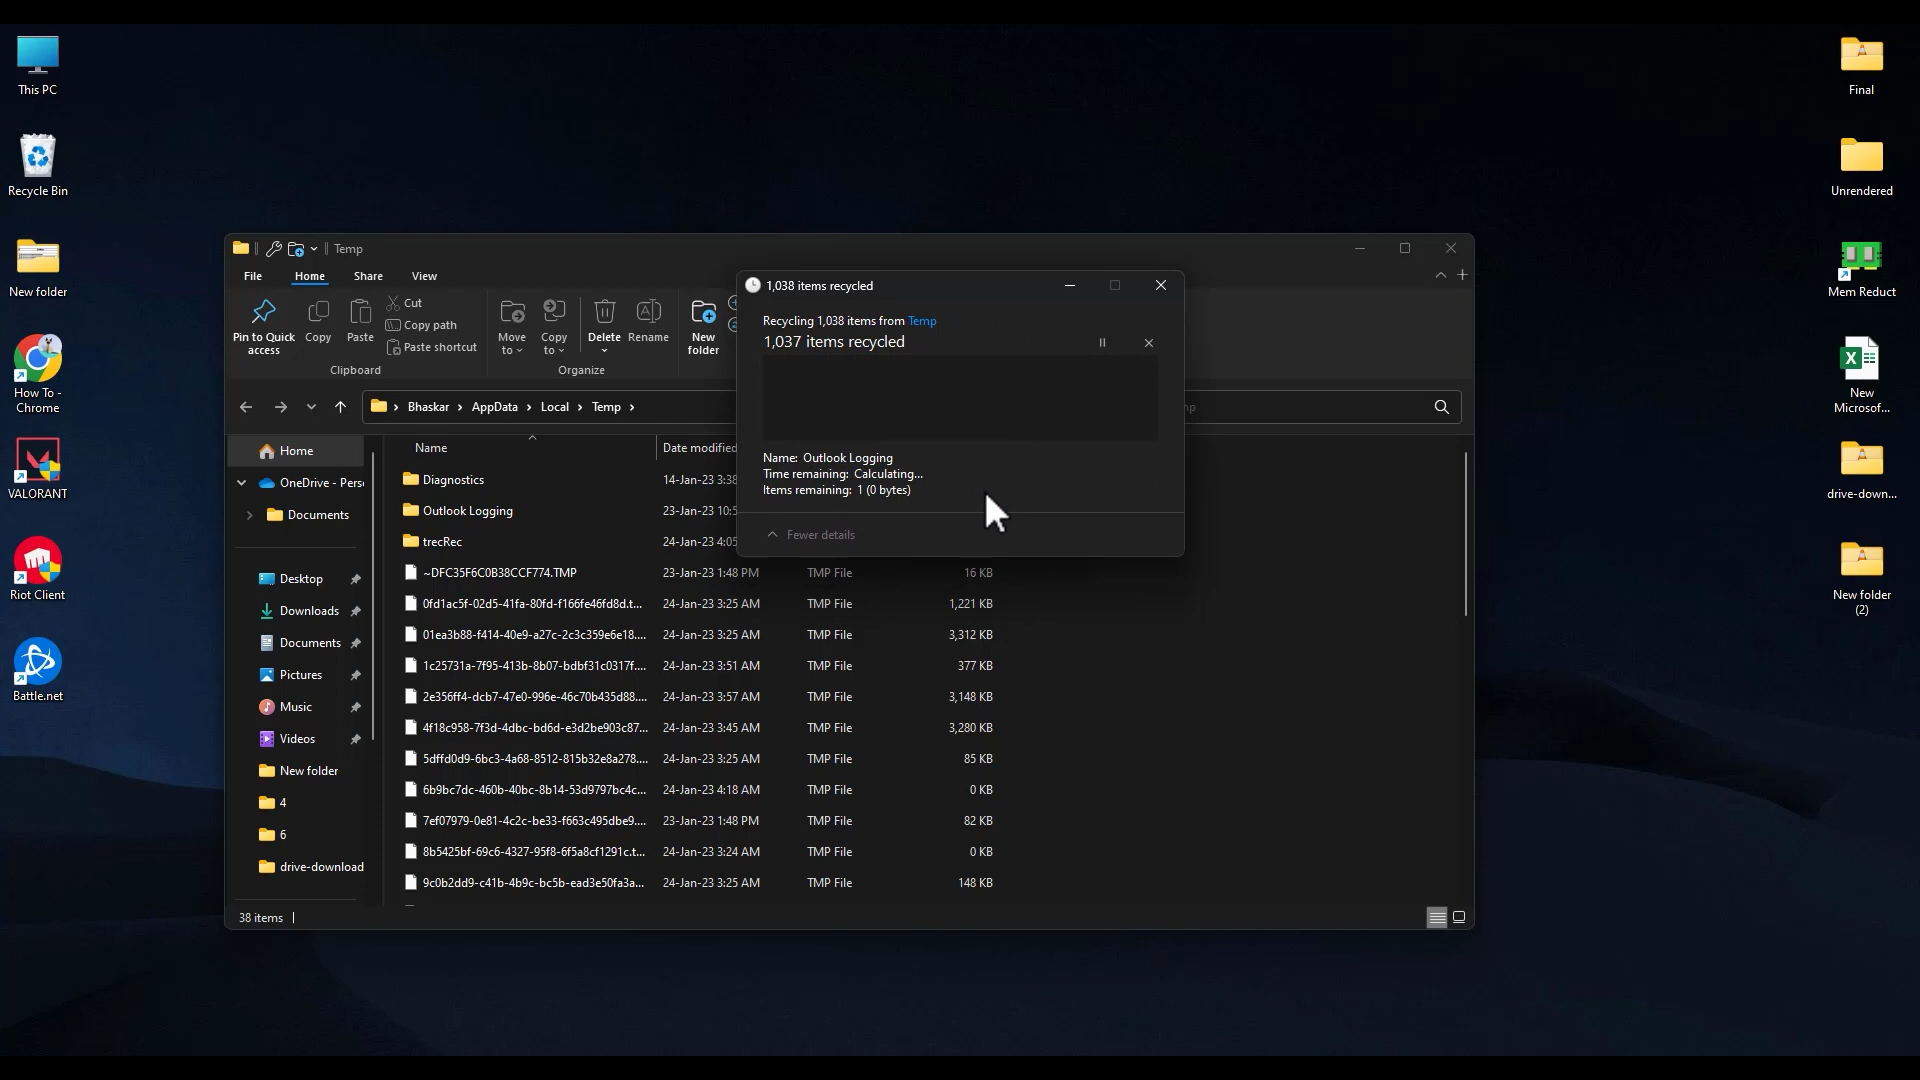 This PC
Recycle Bin
New folder
How To -
Chrome
VALORANT
Riot Client
Battle.net
Final
Unrendered
Mem Reduct
New
Microsof...
drive-down...
New folder
(2)
Temp
File Home Share View
Pin to Quick
access
Copy
Paste
Cut
Copy path
Paste shortcut
Clipboard
Move
to
Copy
to
Delete
Rename
Organize
New
folder
Bhaskar > AppData > Local > Temp >
Home
OneDrive - Pers
Documents
Desktop
Downloads
Documents
Pictures
Music
Videos
New folder
4
6
drive-download
Name Date modified
Diagnostics 14-Jan-23 3:38
Outlook Logging 23-Jan-23 10:5
trecRec 24-Jan-23 4:05
~DFC35F6C0B38CCF774.TMP 23-Jan-23 1:48 PM TMP File 16 KB
0fd1ac5f-02d5-41fa-80fd-f166fe46fd8d.t... 24-Jan-23 3:25 AM TMP File 1,221 KB
01ea3b88-f414-40e9-a27c-2c3c359e6e18.... 24-Jan-23 3:25 AM TMP File 3,312 KB
1c25731a-7f95-413b-8b07-bdbf31c0317f.... 24-Jan-23 3:51 AM TMP File 377 KB
2e356ff4-dcb7-47e0-996e-46c70b435d88.... 24-Jan-23 3:57 AM TMP File 3,148 KB
4f18c958-7f3d-4dbc-bd6d-e3d2be903c87... 24-Jan-23 3:45 AM TMP File 3,280 KB
5dffd0d9-6bc3-4a68-8512-815b32e8a278.... 24-Jan-23 3:25 AM TMP File 85 KB
6b9bc7dc-460b-40bc-8b14-53d9797bc4c... 24-Jan-23 4:18 AM TMP File 0 KB
7ef07979-0e81-4c2c-be33-f663c495dbe9.... 23-Jan-23 1:48 PM TMP File 82 KB
8b5425bf-69c6-4327-95f8-6f5a8cf1291c.t... 24-Jan-23 3:24 AM TMP File 0 KB
9c0b2dd9-c41b-4b9c-bc5b-ead3e50fa3a... 24-Jan-23 3:25 AM TMP File 148 KB
38 items
1,038 items recycled
Recycling 1,038 items from Temp
1,037 items recycled
Name: Outlook Logging
Time remaining: Calculating...
Items remaining: 1 (0 bytes)
Fewer details